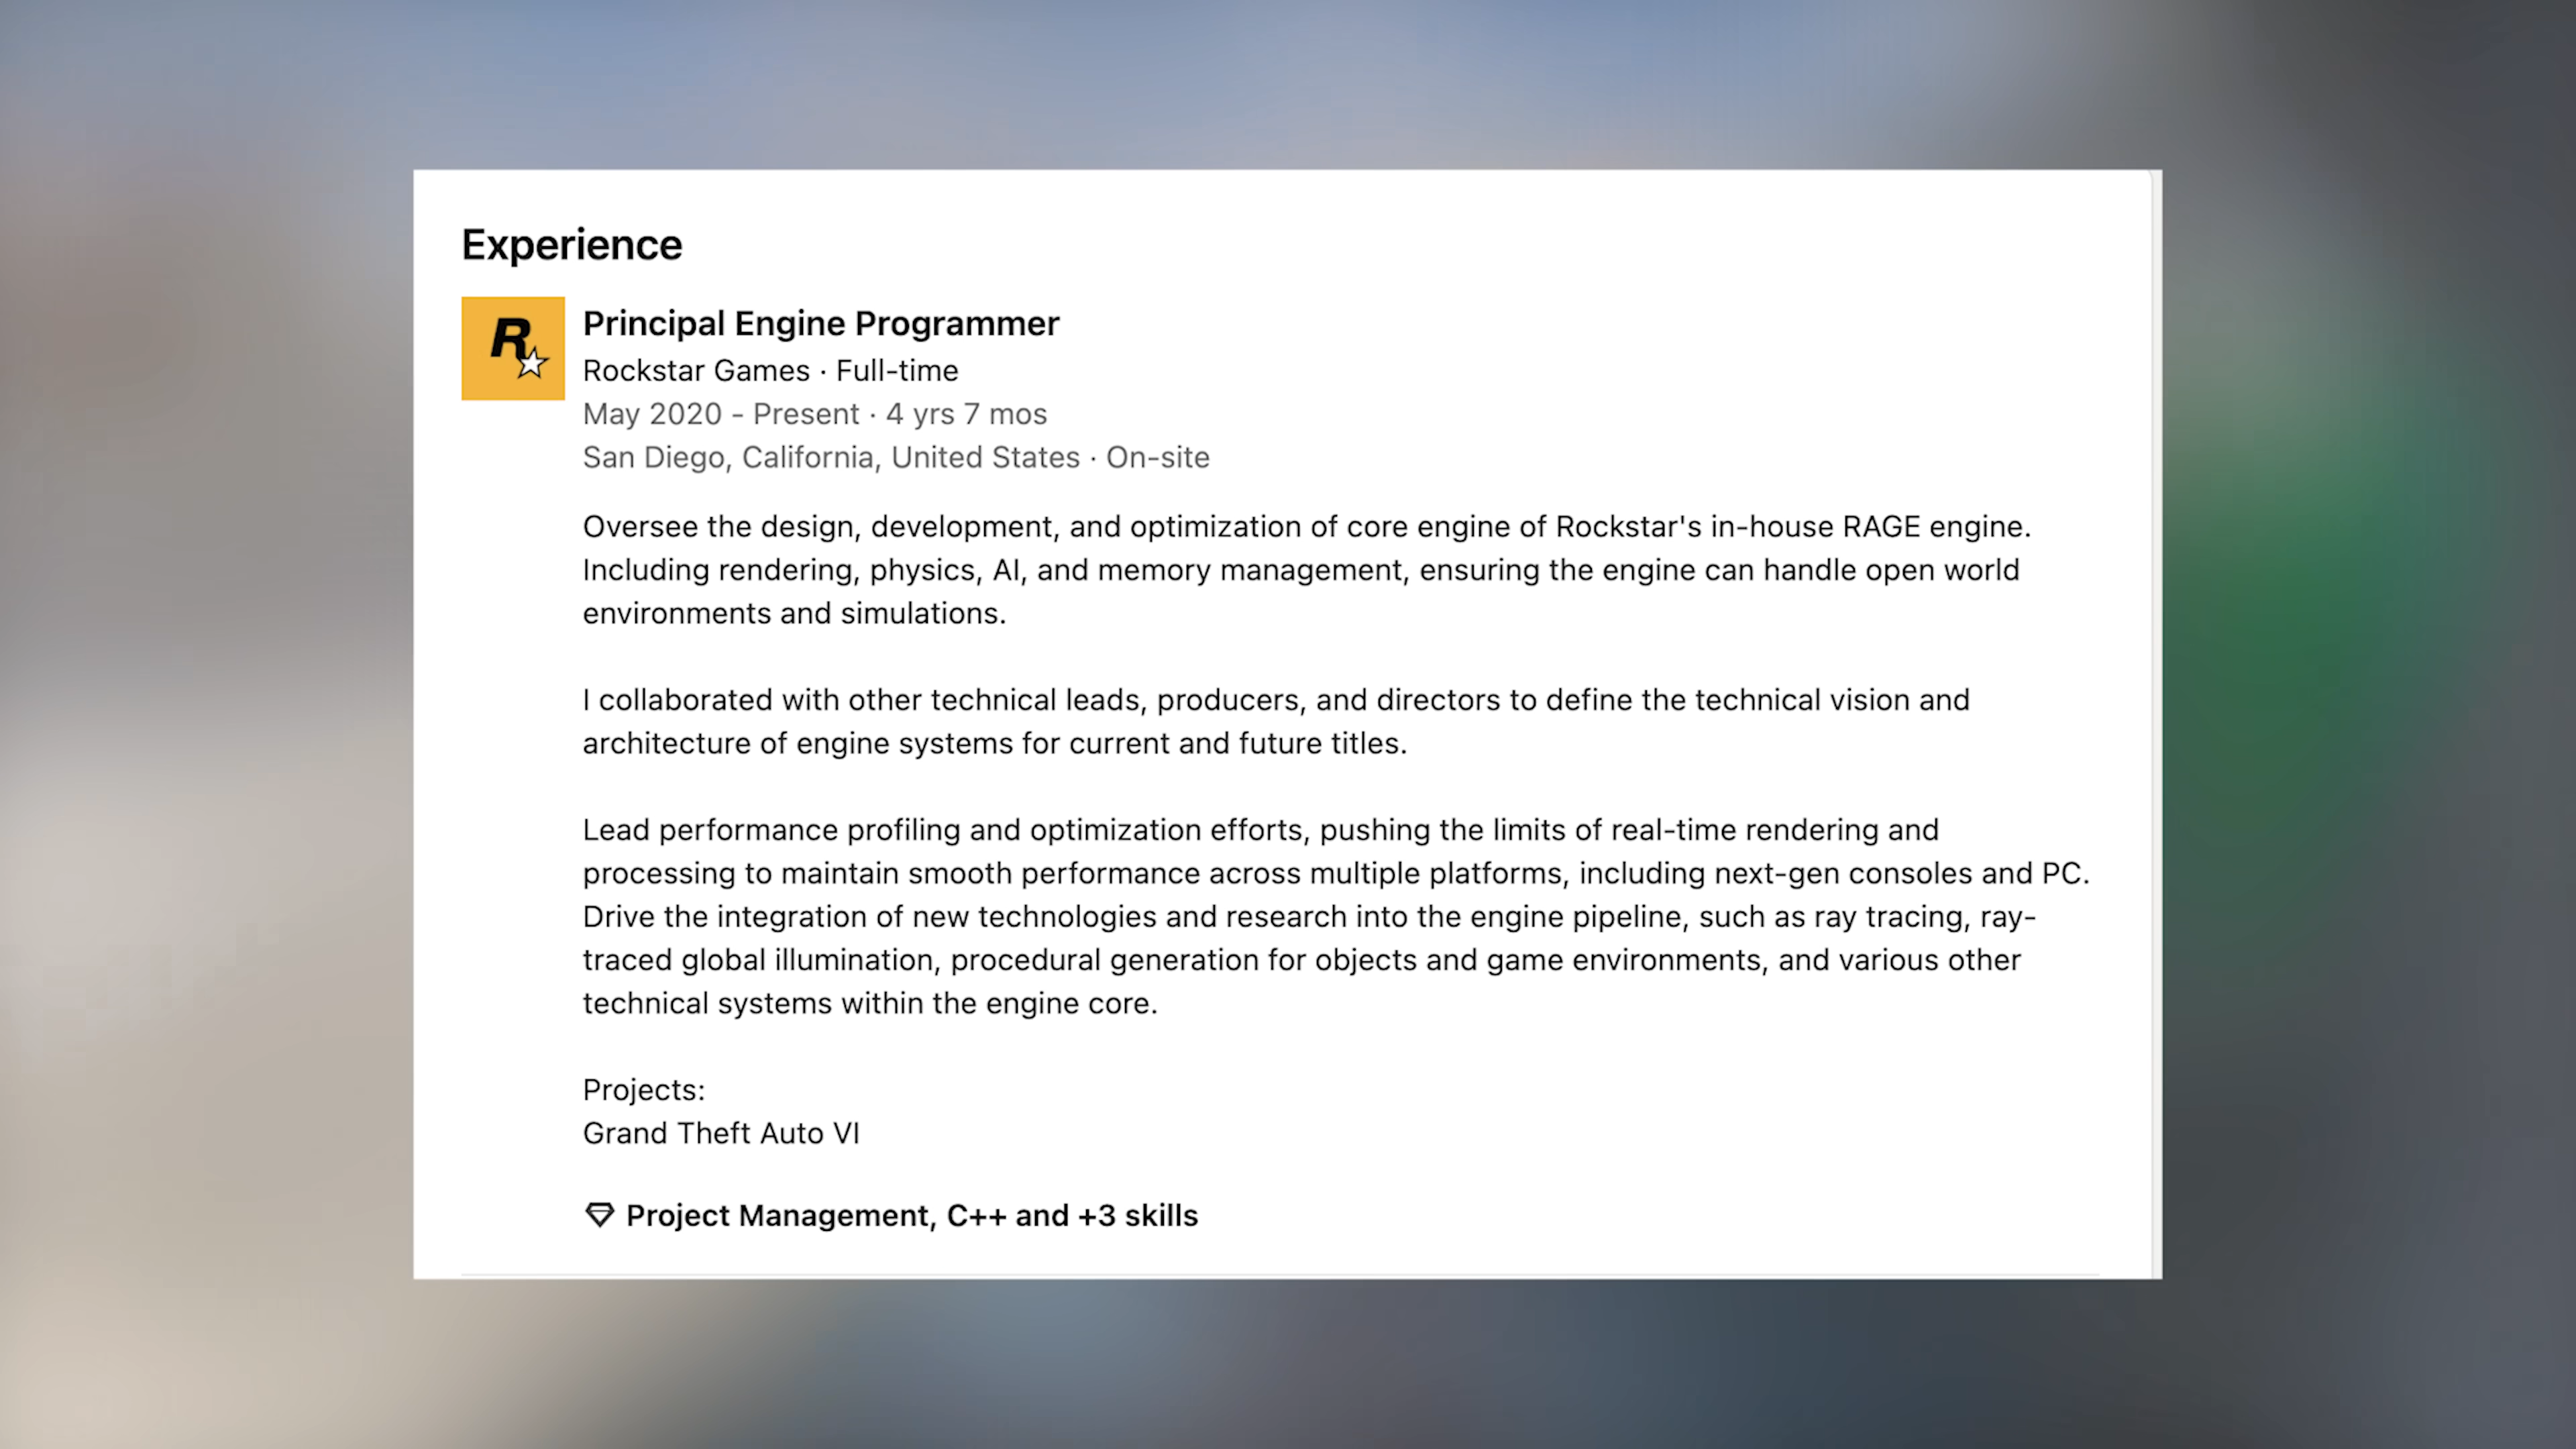 Experience
R
Principal Engine Programmer
Rockstar Games · Full-time
May 2020 - Present · 4 yrs 7 mos
San Diego, California, United States · On-site
Oversee the design, development, and optimization of core engine of Rockstar's in-house RAGE engine.
Including rendering, physics, AI, and memory management, ensuring the engine can handle open world
environments and simulations.
I collaborated with other technical leads, producers, and directors to define the technical vision and
architecture of engine systems for current and future titles.
Lead performance profiling and optimization efforts, pushing the limits of real-time rendering and
processing to maintain smooth performance across multiple platforms, including next-gen consoles and PC.
Drive the integration of new technologies and research into the engine pipeline, such as ray tracing, ray-
traced global illumination, procedural generation for objects and game environments, and various other
technical systems within the engine core.
Projects:
Grand Theft Auto VI
Project Management, C++ and +3 skills